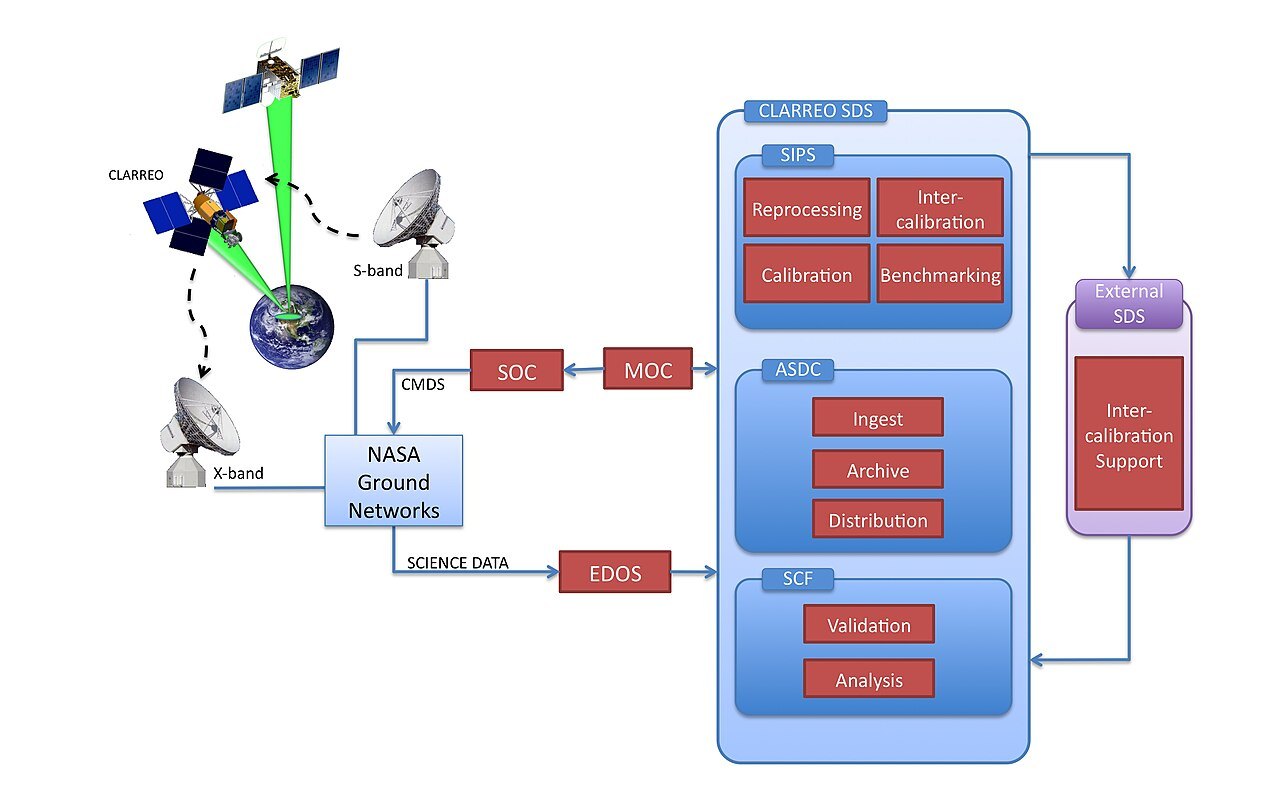 CLARREO
S-band
X-band
CMDS
SOC
MOC
NASA
Ground
Networks
SCIENCE DATA
EDOS
CLARREO SDS
SIPS
Reprocessing
Inter-
calibration
Calibration
Benchmarking
ASDC
Ingest
Archive
Distribution
SCF
Validation
Analysis
External
SDS
Inter-
calibration
Support